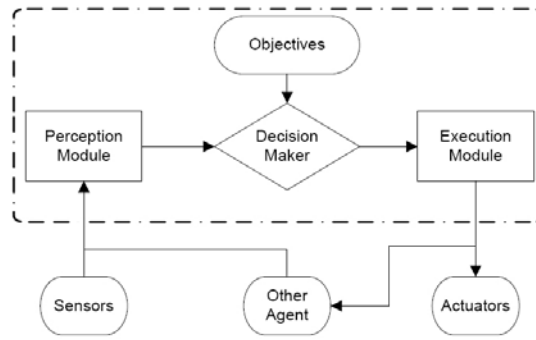 Objectives
Perception
Module
Decision
Maker
Execution
Module
Sensors
Other
Agent
Actuators